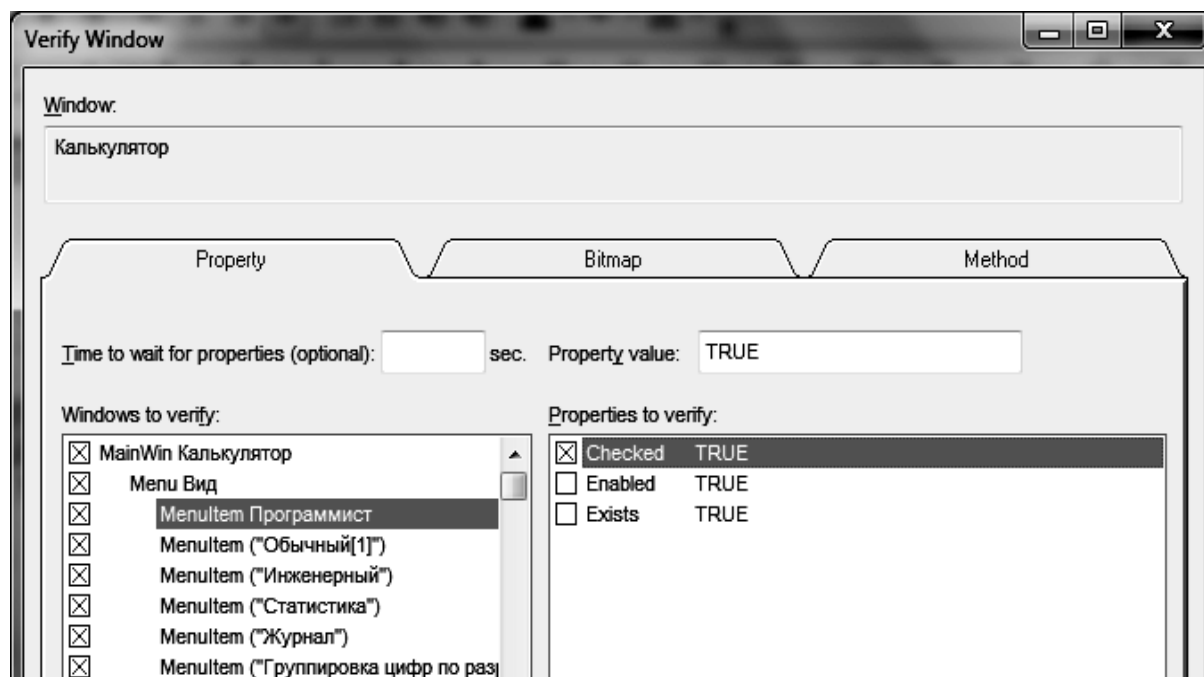 Verify Window
Window:
Калькулятор
Property Bitmap Method
Time to wait for properties (optional): sec. Property value: TRUE
Windows to verify: Properties to verify:
MainWin Калькулятор Checked TRUE
Menu Вид Enabled TRUE
MenuItem Программист Exists TRUE
MenuItem ("Обычный[1]")
MenuItem ("Инженерный")
MenuItem ("Статистика")
MenuItem ("Журнал")
MenuItem ("Группировка цифр по раз